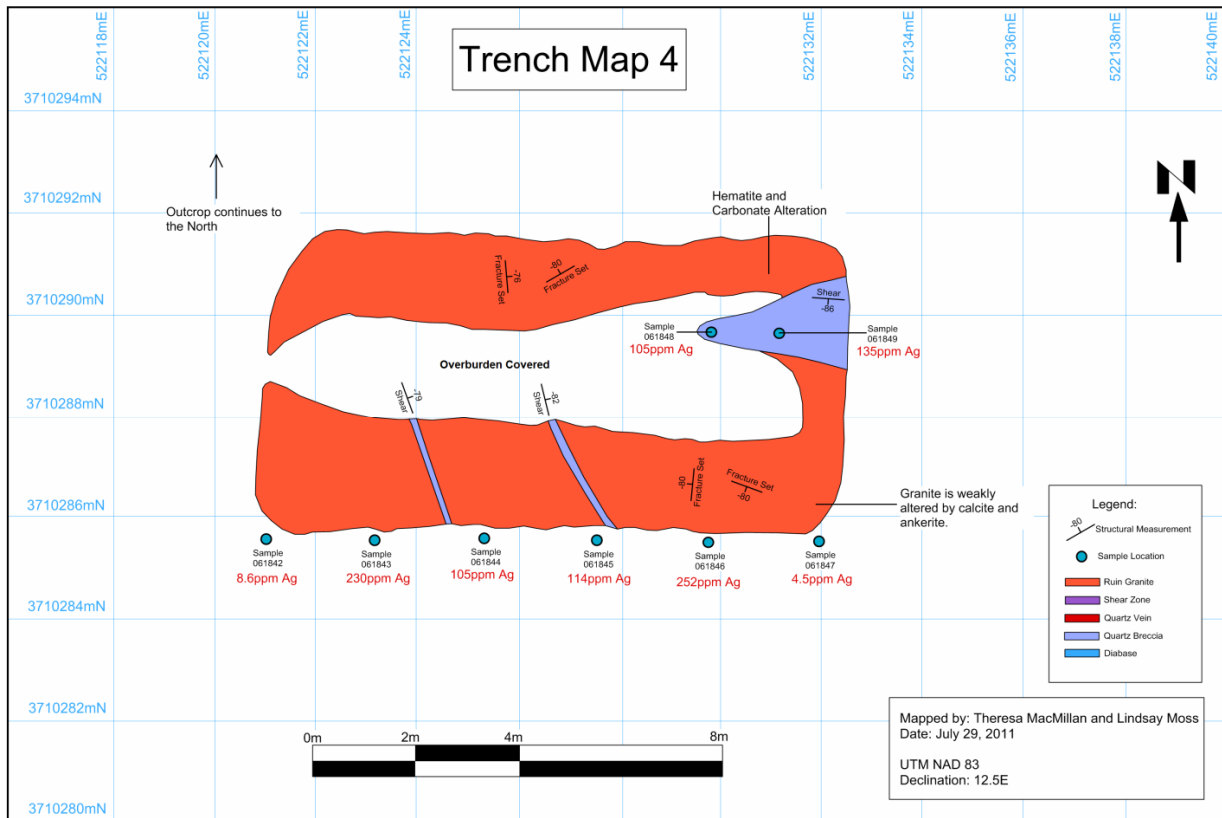 522118mE
522120mE
522122mE
522124mE
522132mE
522134mE
522136mE
522138mE
522140mE
Trench Map 4
3710294mN
3710292mN
3710290mN
3710288mN
3710286mN
3710284mN
3710282mN
3710280mN
Outcrop continues to
the North
Hematite and
Carbonate Alteration
N
-76
Fracture Set
-80
Fracture Set
Shear
-86
Sample
061848
105ppm Ag
Sample
061849
135ppm Ag
Overburden Covered
-79
Shear
-82
Shear
-80
Fracture Set
Fracture Set
-80
Granite is weakly
altered by calcite and
ankerite.
Sample
061842
8.6ppm Ag
Sample
061843
230ppm Ag
Sample
061844
105ppm Ag
Sample
061845
114ppm Ag
Sample
061846
252ppm Ag
Sample
061847
4.5ppm Ag
Legend:
-80
Structural Measurement
Sample Location
Ruin Granite
Shear Zone
Quartz Vein
Quartz Breccia
Diabase
0m 2m 4m 8m
Mapped by: Theresa MacMillan and Lindsay Moss
Date: July 29, 2011
UTM NAD 83
Declination: 12.5E